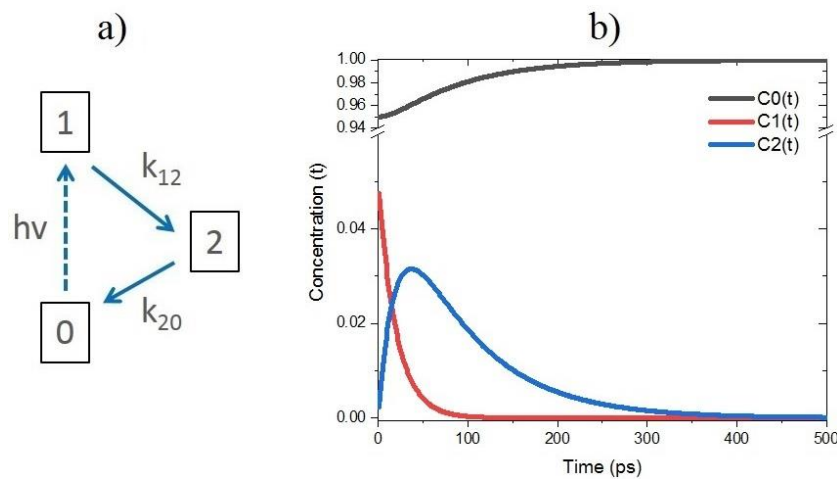 a)
1
k12
hv
2
0
k20
b)
1.00
0.98
0.96
0.94
0.04
0.02
0.00
Concentration (t)
C0(t)
C1(t)
C2(t)
0 100 200 300 400 500
Time (ps)